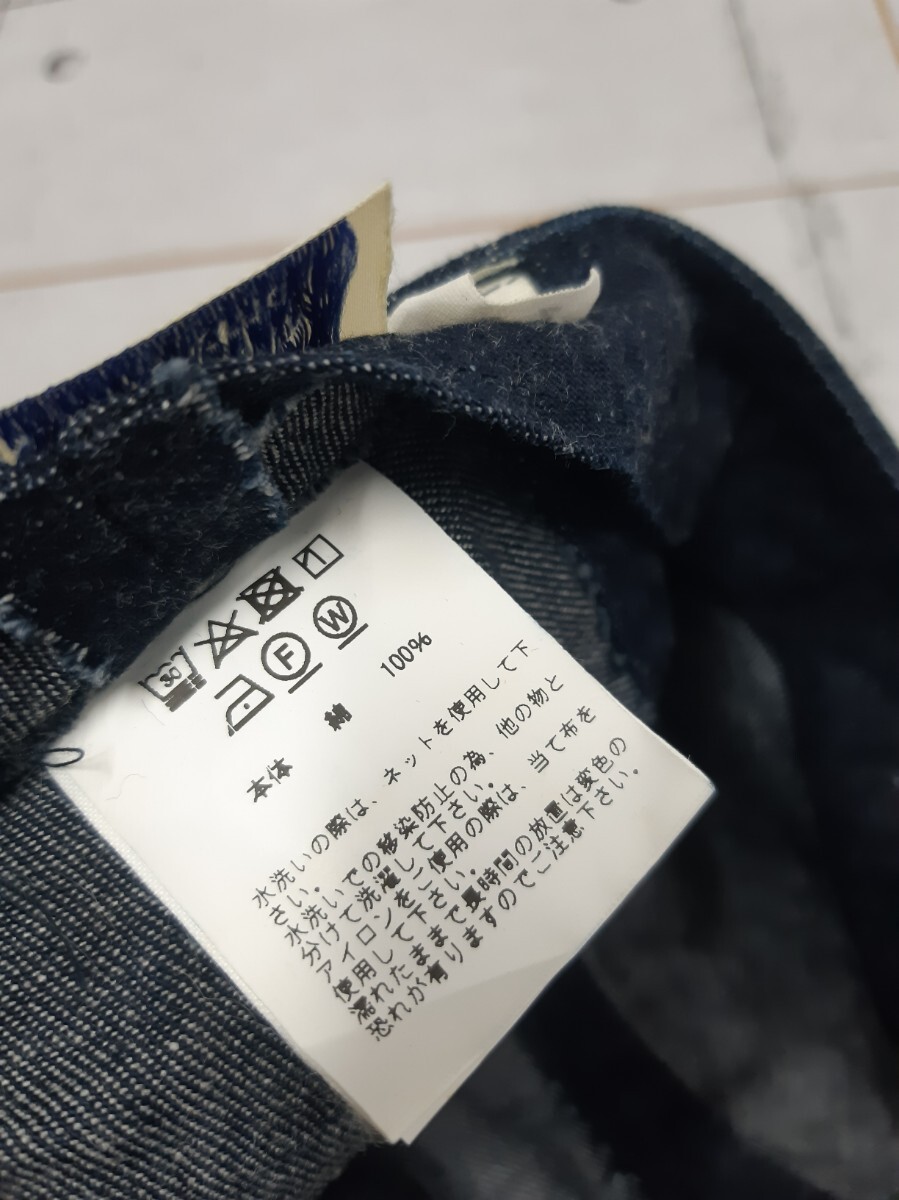 30
F W
本体 綿 100%
水洗いの際は、ネットを使用して下
さい。
水洗いでの移染防止の為、他の物と
分けて洗濯して下さい。
アイロンをご使用の際は、当て布を
使用して下さい。
濡れたままで長時間の放置は変色の
恐れが有りますのでご注意下さい。